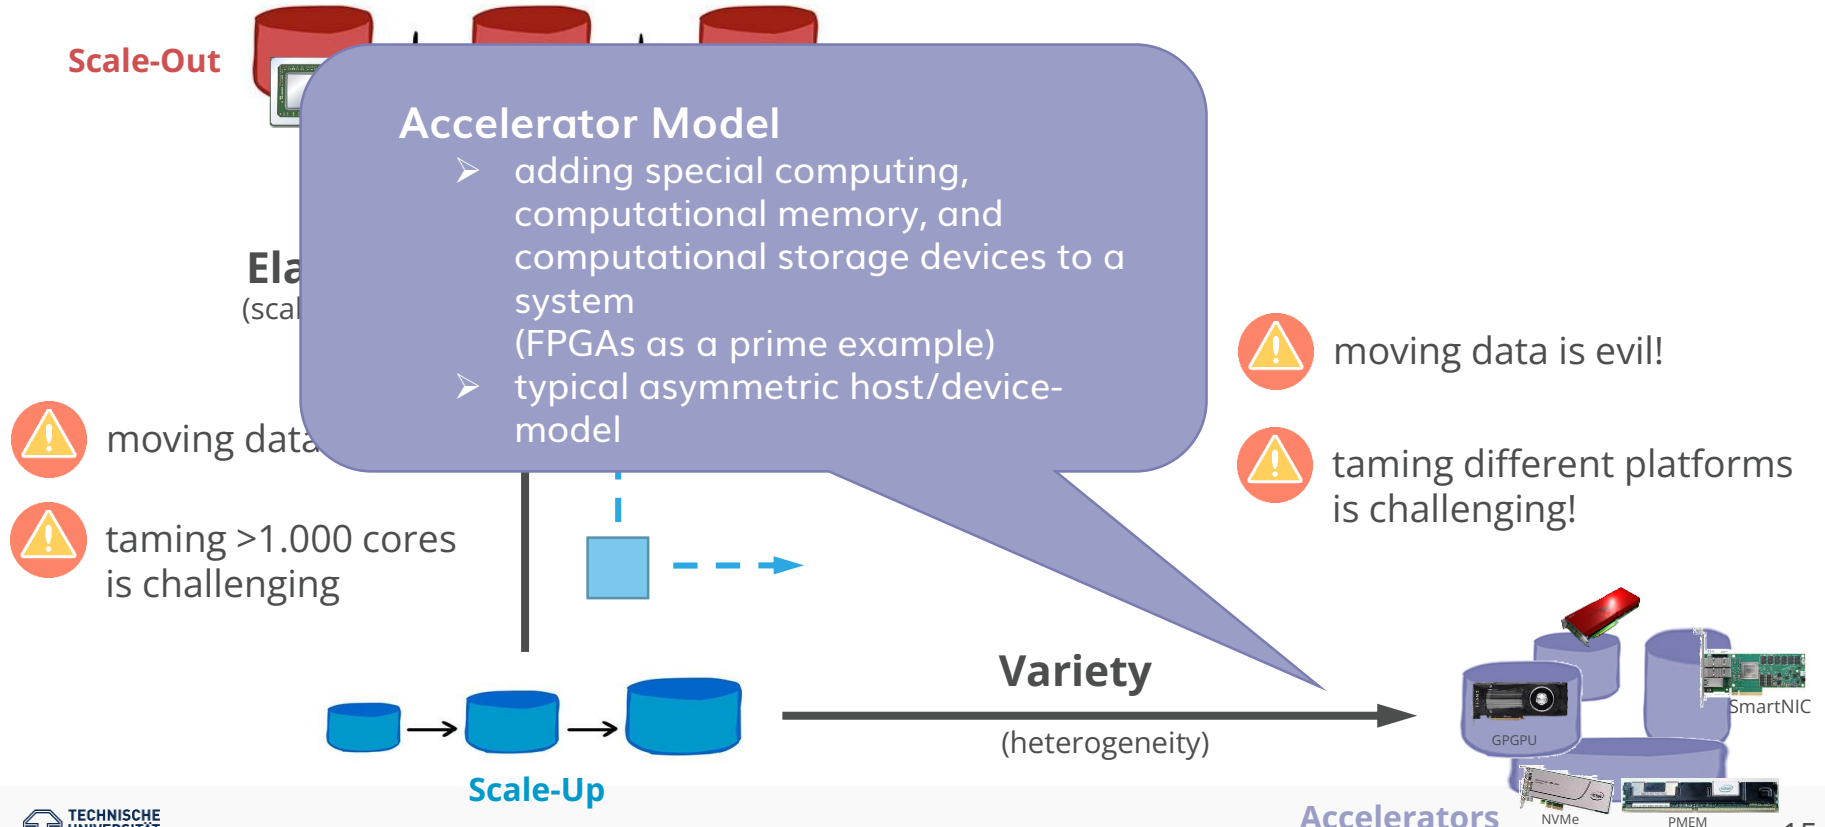 Scale-Out
Accelerator Model
➢ adding special computing,
computational memory, and
computational storage devices to a
system
(FPGAs as a prime example)
➢ typical asymmetric host/device-
model
moving data
taming >1.000 cores
is challenging
moving data is evil!
taming different platforms
is challenging!
Variety
(heterogeneity)
Scale-Up
SmartNIC
GPGPU
NVMe
PMEM
Accelerators
TECHNISCHE
UNIVERSITÄT